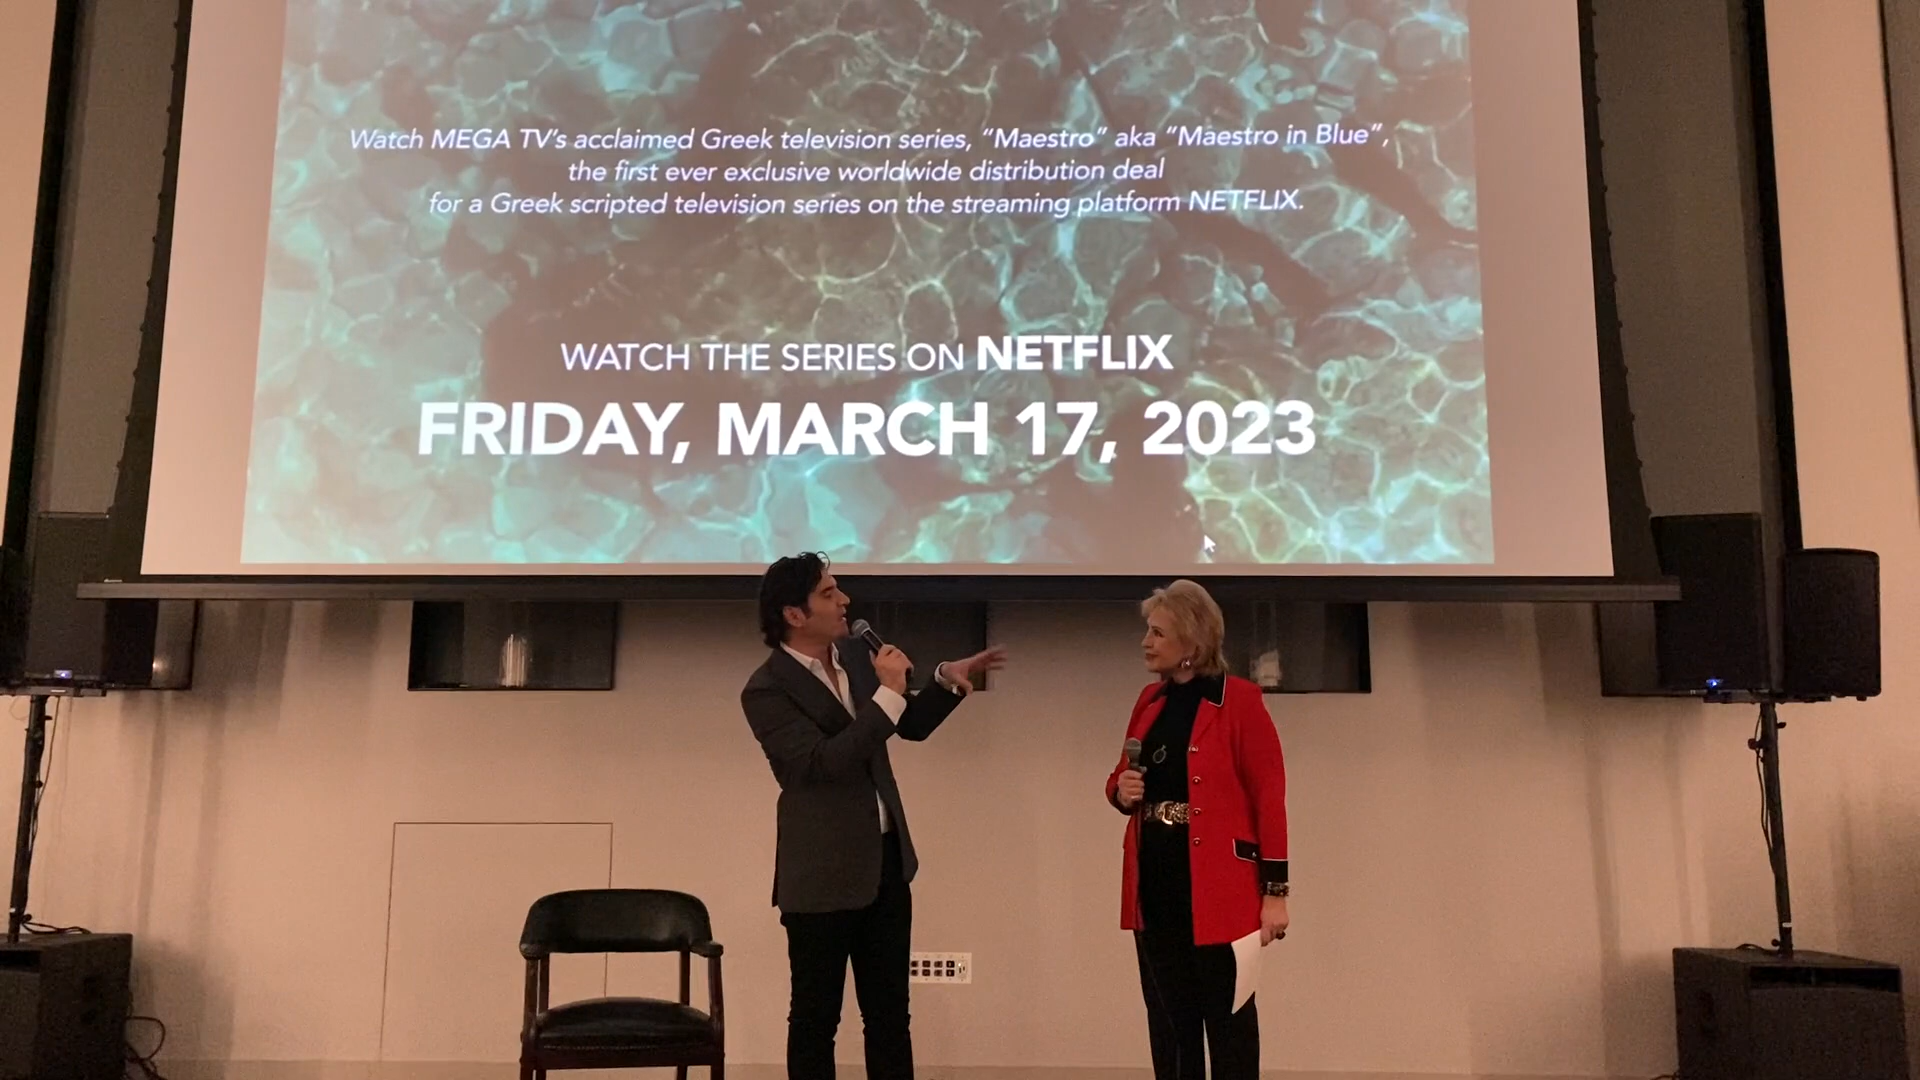 Watch MEGA TV's acclaimed Greek television series, “Maestro” aka “Maestro in Blue”,
the first ever exclusive worldwide distribution deal
for a Greek scripted television series on the streaming platform NETFLIX.
WATCH THE SERIES ON NETFLIX
FRIDAY, MARCH 17, 2023